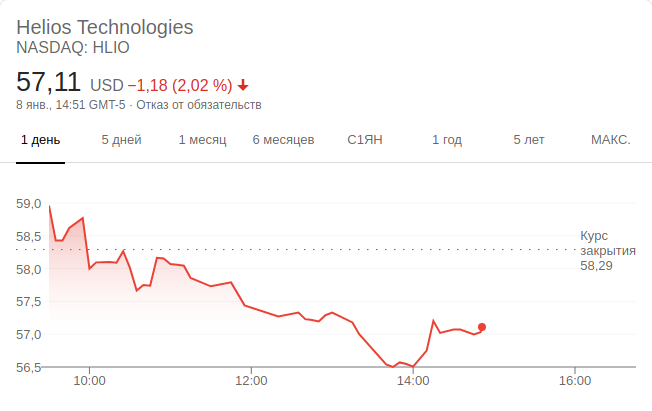 Helios Technologies
NASDAQ: HLIO
57,11 USD −1,18 (2,02 %)
8 янв., 14:51 GMT-5 · Отказ от обязательств
1 день 5 дней 1 месяц 6 месяцев С1ЯН 1 год 5 лет МАКС.
59,0
58,5
58,0
57,5
57,0
56,5
Курс
закрытия
58,29
10:00 12:00 14:00 16:00